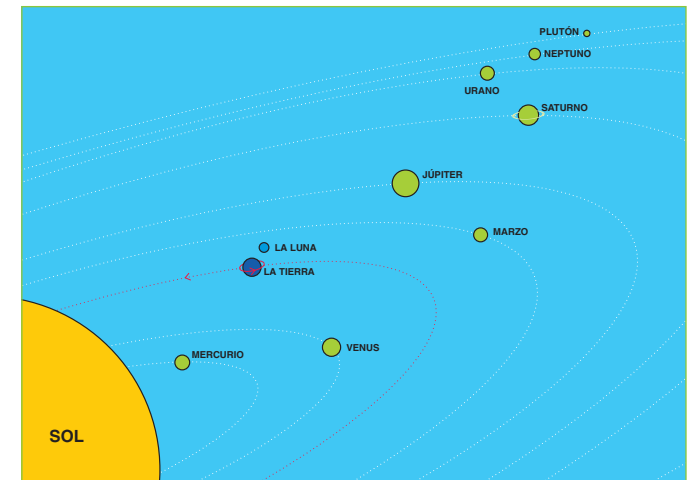 PLUTÓN
NEPTUNO
URANO
SATURNO
JÚPITER
MARZO
LA LUNA
LA TIERRA
VENUS
MERCURIO
SOL